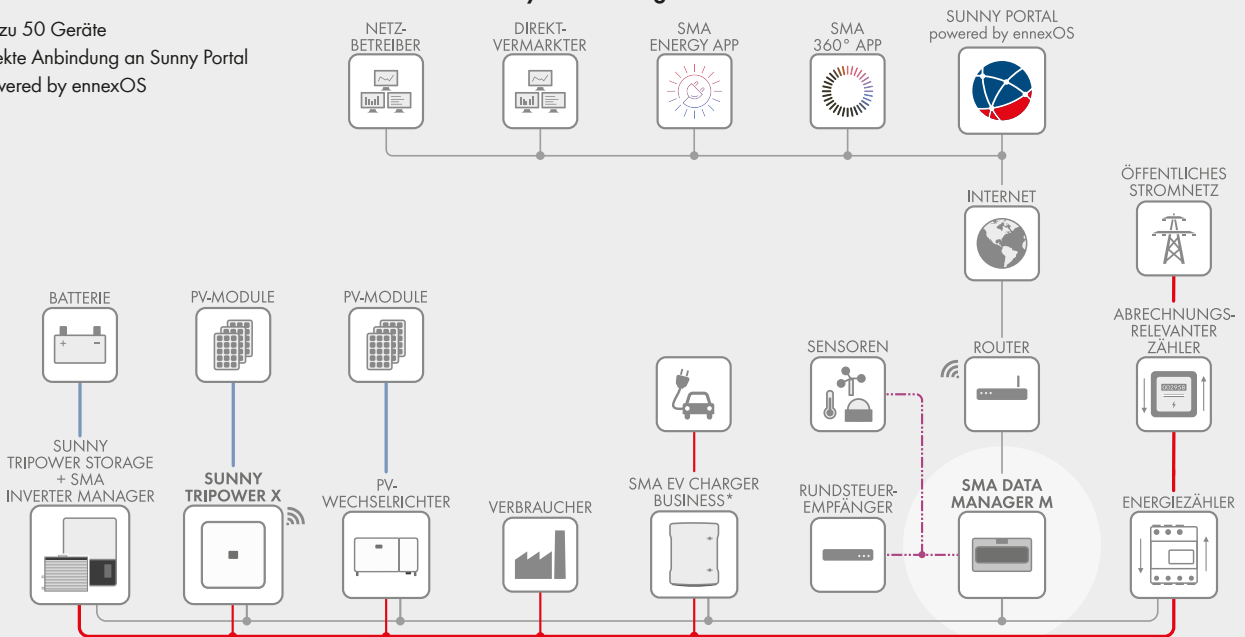 zu 50 Geräte
ekte Anbindung an Sunny Portal
wered by ennexOS
NETZ-
BETREIBER
DIREKT-
VERMARKTER
SMA
ENERGY APP
SMA
360° APP
SUNNY PORTAL
powered by ennexOS
INTERNET
ÖFFENTLICHES
STROMNETZ
BATTERIE
PV-MODULE
PV-MODULE
SENSOREN
ROUTER
ABRECHNUNGS-
RELEVANTER
ZÄHLER
SUNNY
TRIPOWER STORAGE
+ SMA
INVERTER MANAGER
SUNNY
TRIPOWER X
PV-
WECHSELRICHTER
VERBRAUCHER
SMA EV CHARGER
BUSINESS*
RUNDSTEUER-
EMPFÄNGER
SMA DATA
MANAGER M
ENERGIEZÄHLER